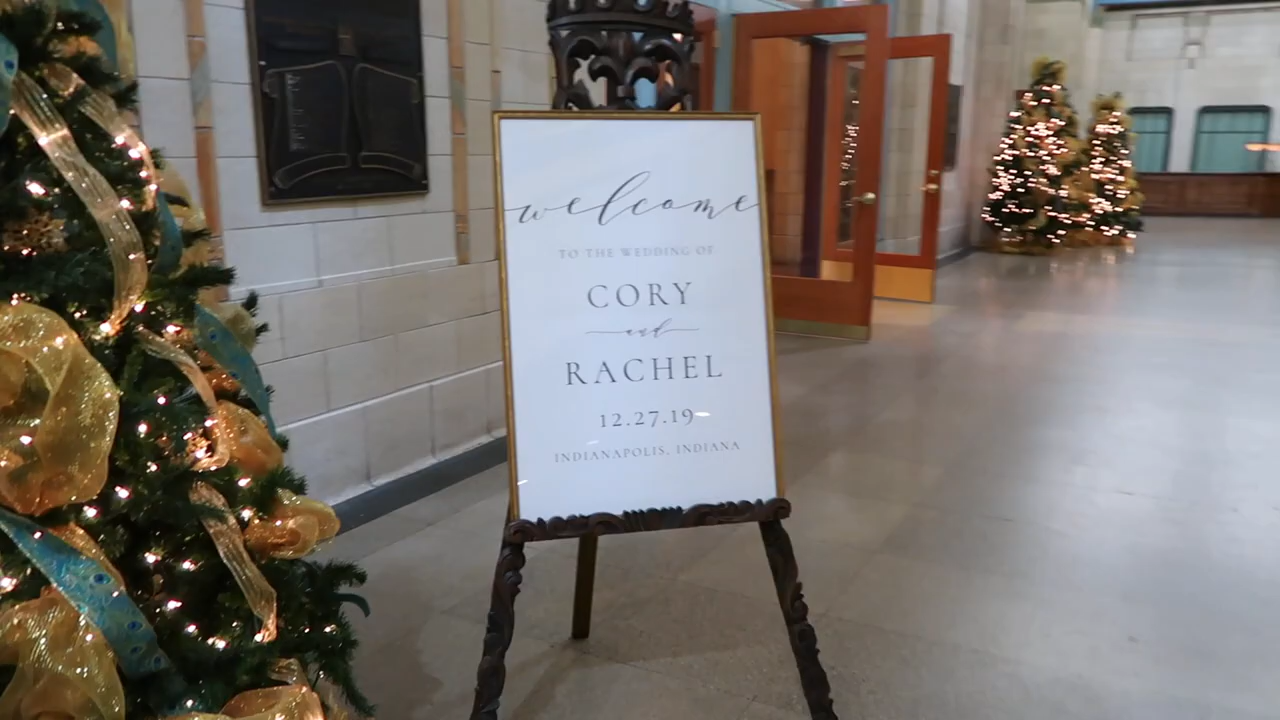 welcome
TO THE WEDDING OF
CORY
and
RACHEL
12.27.19
INDIANAPOLIS, INDIANA